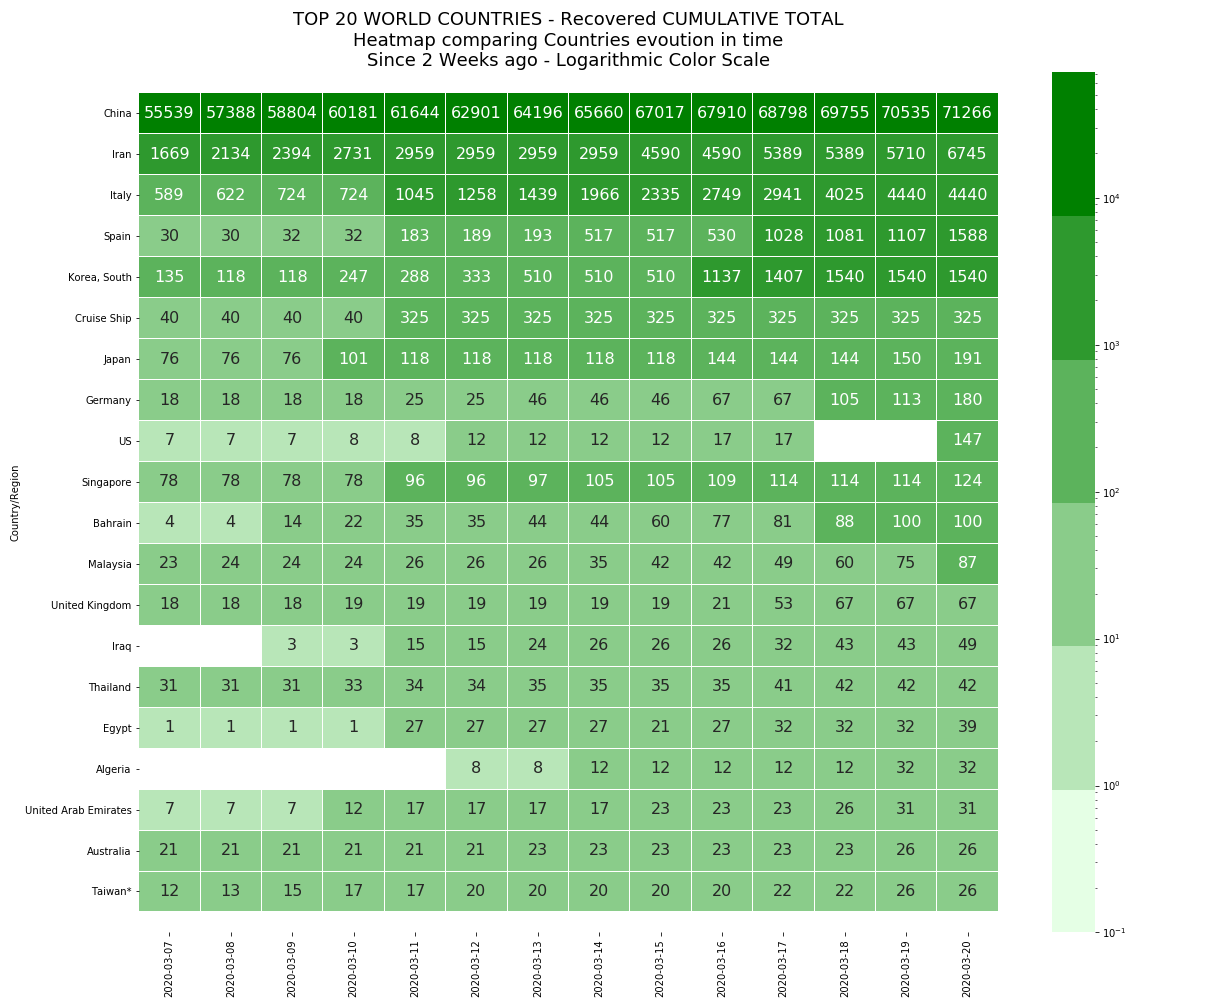 TOP 20 WORLD COUNTRIES - Recovered CUMULATIVE TOTAL
Heatmap comparing Countries evoution in time
Since 2 Weeks ago - Logarithmic Color Scale
Country/Region
China 55539 57388 58804 60181 61644 62901 64196 65660 67017 67910 68798 69755 70535 71266
Iran 1669 2134 2394 2731 2959 2959 2959 2959 4590 4590 5389 5389 5710 6745
Italy 589 622 724 724 1045 1258 1439 1966 2335 2749 2941 4025 4440 4440
Spain 30 30 32 32 183 189 193 517 517 530 1028 1081 1107 1588
Korea, South 135 118 118 247 288 333 510 510 510 1137 1407 1540 1540 1540
Cruise Ship 40 40 40 40 325 325 325 325 325 325 325 325 325 325
Japan 76 76 76 101 118 118 118 118 118 144 144 144 150 191
Germany 18 18 18 18 25 25 46 46 46 67 67 105 113 180
US 7 7 7 8 8 12 12 12 12 17 17 147
Singapore 78 78 78 78 96 96 97 105 105 109 114 114 114 124
Bahrain 4 4 14 22 35 35 44 44 60 77 81 88 100 100
Malaysia 23 24 24 24 26 26 26 35 42 42 49 60 75 87
United Kingdom 18 18 18 19 19 19 19 19 19 21 53 67 67 67
Iraq 3 3 15 15 24 26 26 26 32 43 43 49
Thailand 31 31 31 33 34 34 35 35 35 35 41 42 42 42
Egypt 1 1 1 1 27 27 27 27 21 27 32 32 32 39
Algeria 8 8 12 12 12 12 12 32 32
United Arab Emirates 7 7 7 12 17 17 17 17 23 23 23 26 31 31
Australia 21 21 21 21 21 21 23 23 23 23 23 23 26 26
Taiwan* 12 13 15 17 17 20 20 20 20 20 22 22 26 26
2020-03-07 2020-03-08 2020-03-09 2020-03-10 2020-03-11 2020-03-12 2020-03-13 2020-03-14 2020-03-15 2020-03-16 2020-03-17 2020-03-18 2020-03-19 2020-03-20
10⁴
10³
10²
10¹
10⁰
10⁻¹